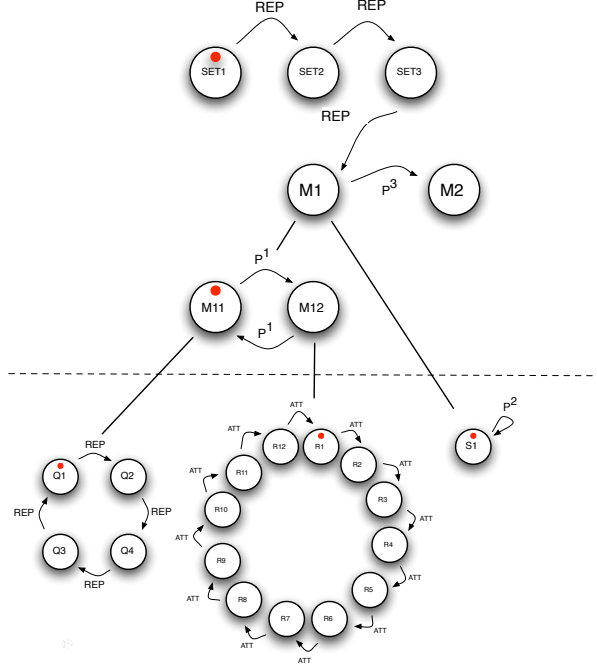 REP REP
SET1 SET2 SET3
REP
M1 P3 M2
P1
M11 M12
P1
P2
S1
REP
Q1 Q2
REP REP
Q3 Q4
REP
ATT ATT ATT
R12 R1 R2
ATT ATT
R11 R3
ATT ATT
R10 R4
ATT ATT
R9 R5
ATT ATT
R8 R7 R6
ATT ATT